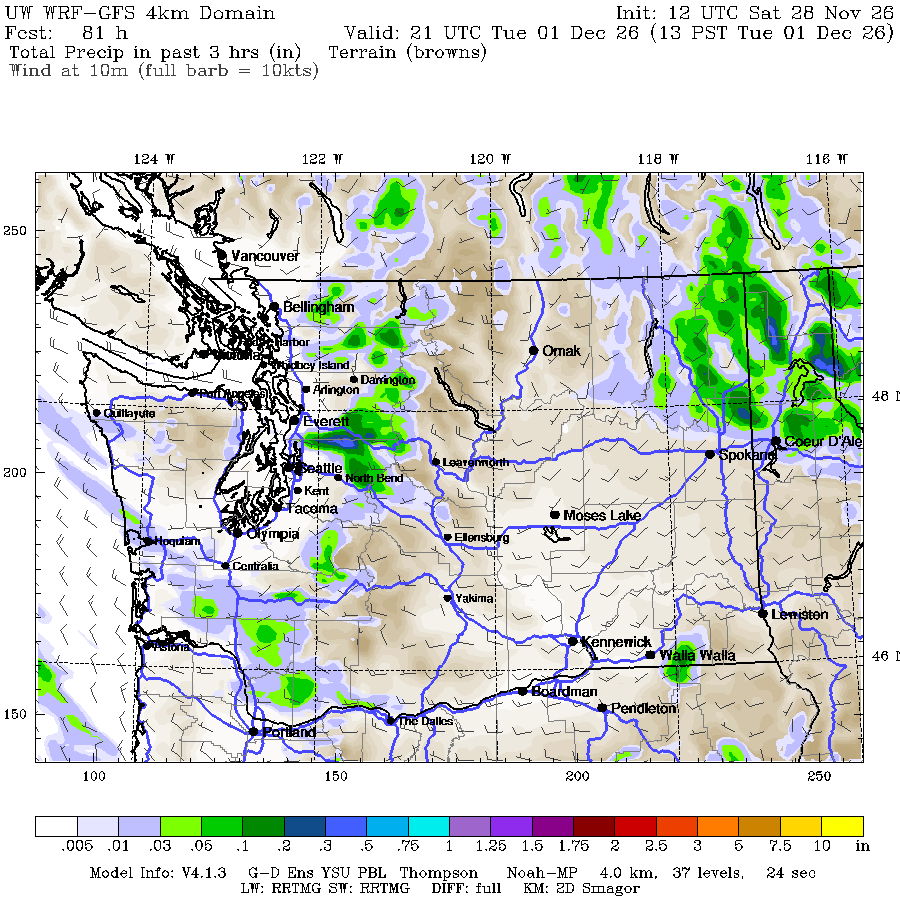 UW WRF-GFS 4km Domain Init: 12 UTC Sat 28 Nov 26
Fcst: 81 h Valid: 21 UTC Tue 01 Dec 26 (13 PST Tue 01 Dec 26)
Total Precip in past 3 hrs (in) Terrain (browns)
Wind at 10m (full barb = 10kts)
124 W 122 W 120 W 118 W 116 W
250
Vancouver
Bellingham
Harbor
Victoria
Whidbey Island
Omak
Darrington
Arlington
Port Angeles
48 N
Quillayute
Everett
Coeur D'Ale
Spokane
Leavenworth
200
Seattle
North Bend
Kent
Tacoma
Moses Lake
Olympia
Ellensburg
Hoquiam
Centralia
Yakima
Lewiston
Kennewick
Astoria
Walla Walla
46 N
Boardman
Pendleton
150
The Dalles
Portland
100 150 200 250
.005 .01 .03 .05 .1 .2 .3 .5 .75 1 1.25 1.5 1.75 2 2.5 3 5 7.5 10 in
Model Info: V4.1.3 G-D Ens YSU PBL Thompson Noah-MP 4.0 km, 37 levels, 24 sec
LW: RRTMG SW: RRTMG DIFF: full KM: 2D Smagor